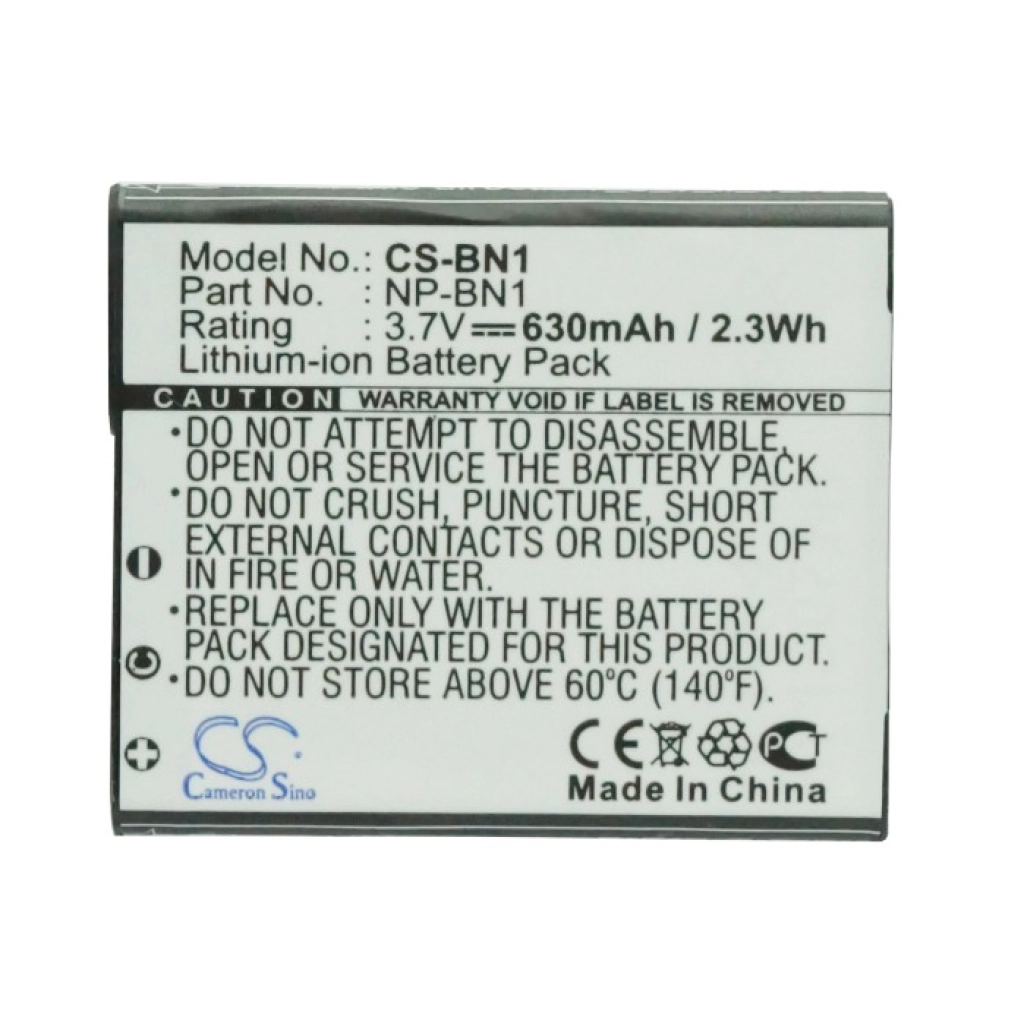 Model No.: CS-BN1
Part No. : NP-BN1
Rating : 3.7V 630mAh / 2.3Wh
Lithium-ion Battery Pack
CAUTION WARRANTY VOID IF LABEL IS REMOVED
•DO NOT ATTEMPT TO DISASSEMBLE,
OPEN OR SERVICE THE BATTERY PACK.
•DO NOT CRUSH, PUNCTURE, SHORT
EXTERNAL CONTACTS OR DISPOSE OF
IN FIRE OR WATER.
•REPLACE ONLY WITH THE BATTERY
PACK DESIGNATED FOR THIS PRODUCT.
•DO NOT STORE ABOVE 60°C (140°F).
CS
Cameron Sino
CE PCT
Made In China